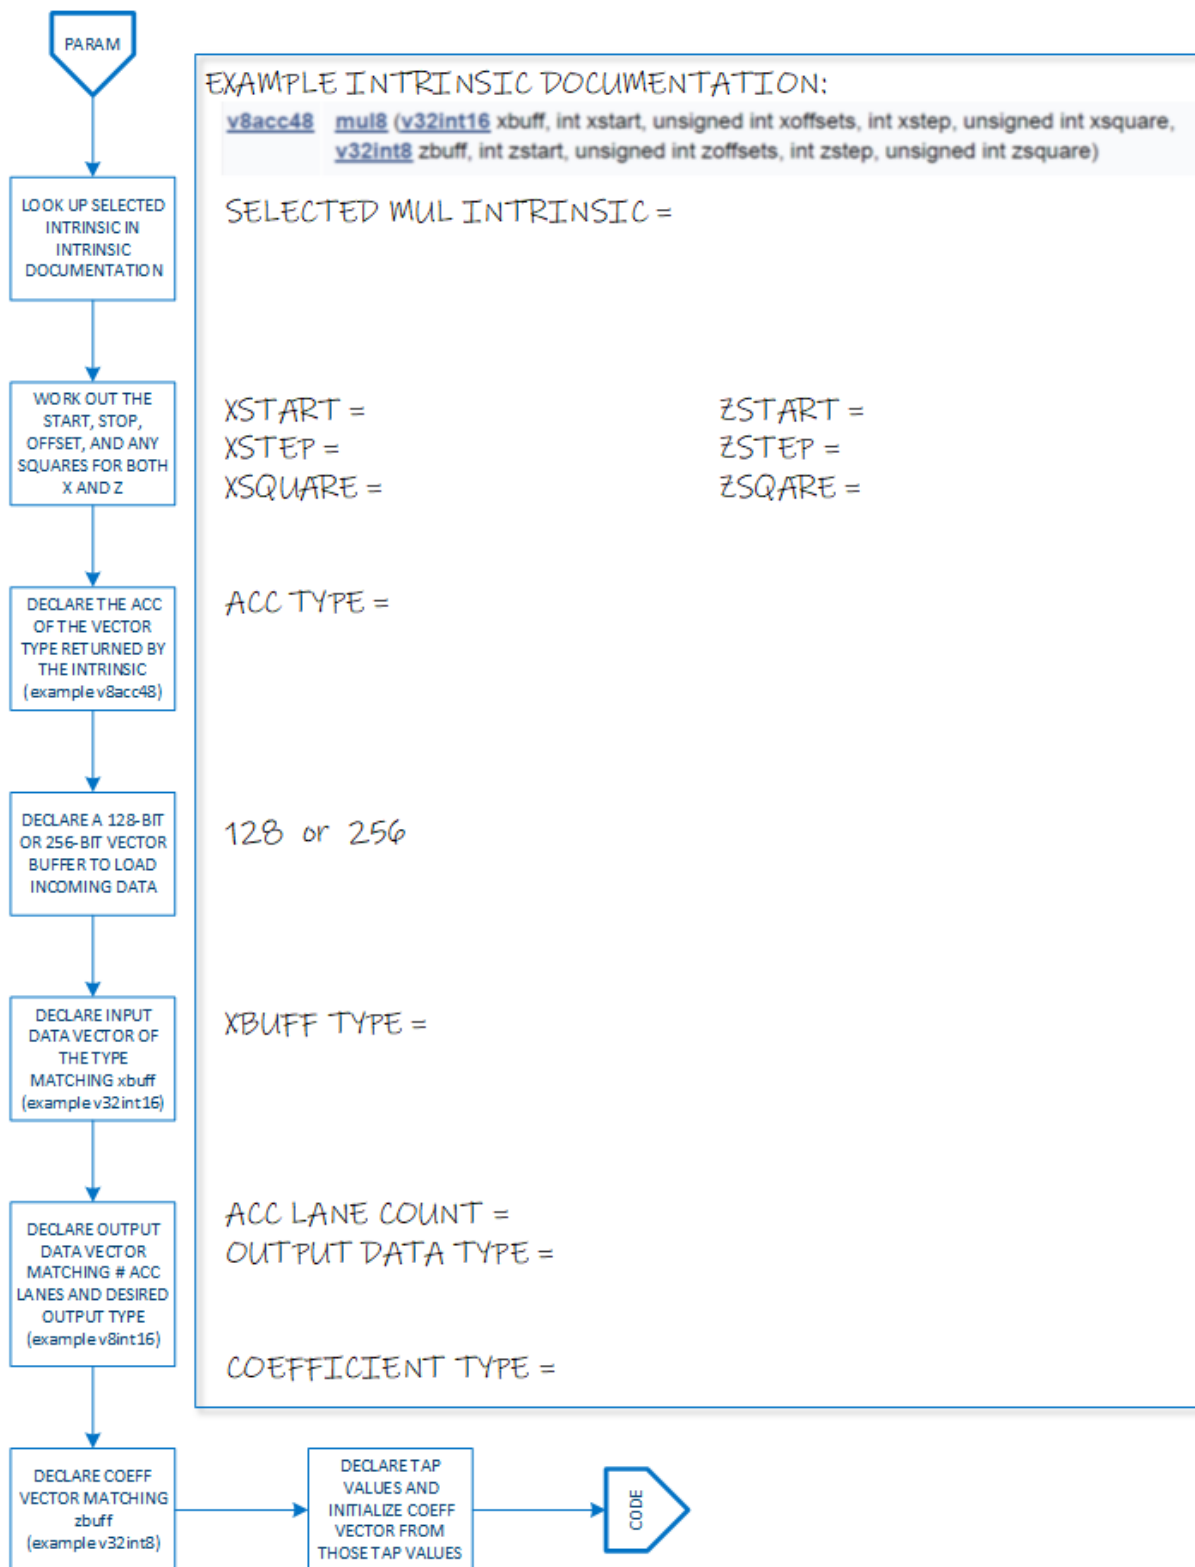 PARAM
EXAMPLE INTRINSIC DOCUMENTATION:
v8acc48 mul8 (v32int16 xbuff, int xstart, unsigned int xoffsets, int xstep, unsigned int xsquare,
v32int8 zbuff, int zstart, unsigned int zoffsets, int zstep, unsigned int zsquare)
LOOK UP SELECTED
INTRINSIC IN
INTRINSIC
DOCUMENTATION
SELECTED MUL INTRINSIC =
WORK OUT THE
START, STOP,
OFFSET, AND ANY
SQUARES FOR BOTH
X AND Z
XSTART =
XSTEP =
XSQUARE =
ZSTART =
ZSTEP =
ZSQARE =
DECLARE THE ACC
OF THE VECTOR
TYPE RETURNED BY
THE INTRINSIC
(example v8acc48)
ACC TYPE =
DECLARE A 128-BIT
OR 256-BIT VECTOR
BUFFER TO LOAD
INCOMING DATA
128 or 256
DECLARE INPUT
DATA VECTOR OF
THE TYPE
MATCHING xbuff
(example v32int16)
XBUFF TYPE =
DECLARE OUTPUT
DATA VECTOR
MATCHING # ACC
LANES AND DESIRED
OUTPUT TYPE
(example v8int16)
ACC LANE COUNT =
OUTPUT DATA TYPE =
COEFFICIENT TYPE =
DECLARE COEFF
VECTOR MATCHING
zbuff
(example v32int8)
DECLARE TAP
VALUES AND
INITIALIZE COEFF
VECTOR FROM
THOSE TAP VALUES
CODE